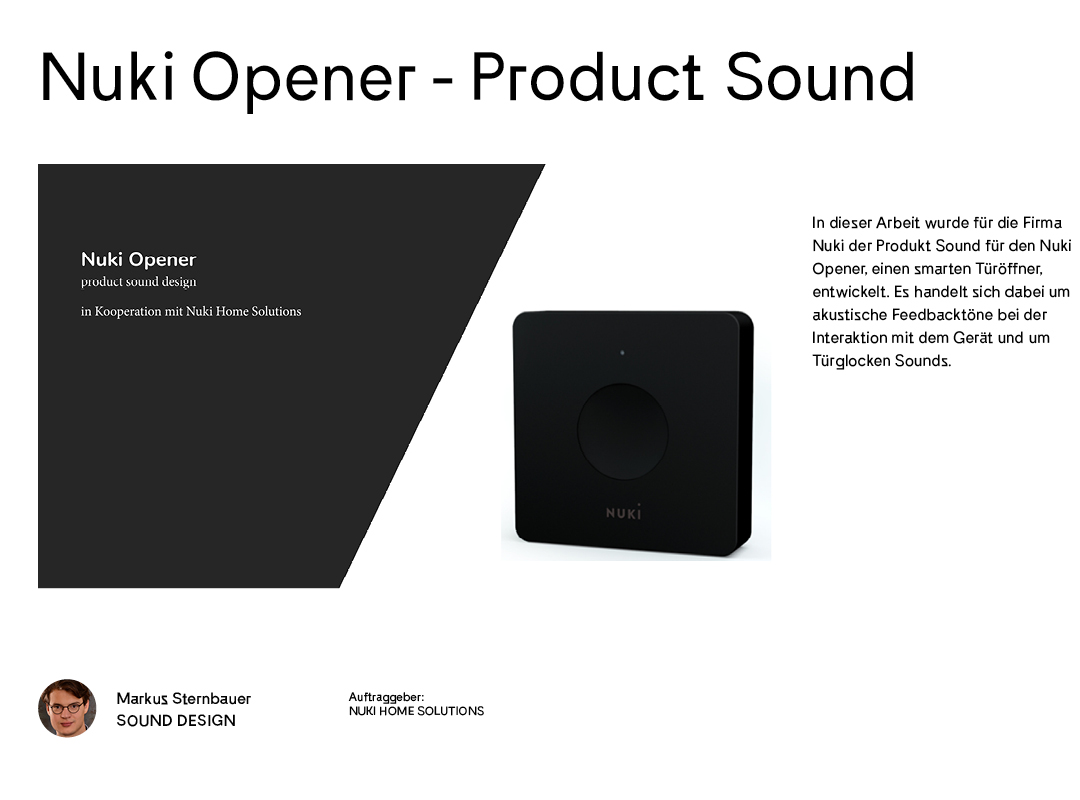 Nuki Opener - Product Sound
Nuki Opener
product sound design
in Kooperation mit Nuki Home Solutions
NUKI
In dieser Arbeit wurde für die Firma
Nuki der Produkt Sound für den Nuki
Opener, einen smarten Türöffner,
entwickelt. Es handelt sich dabei um
akustische Feedbacktöne bei der
Interaktion mit dem Gerät und um
Türglocken Sounds.
Markus Sternbauer
SOUND DESIGN
Auftraggeber:
NUKI HOME SOLUTIONS